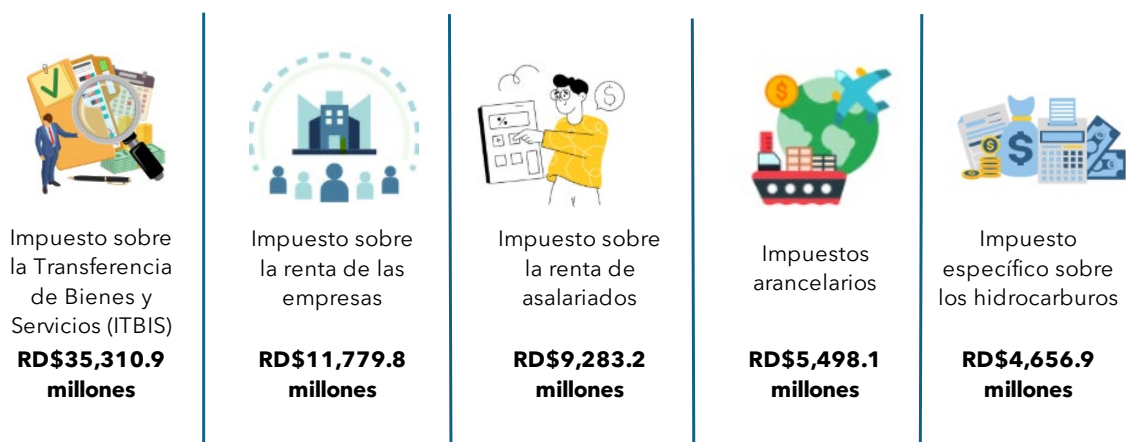 Impuesto sobre
la Transferencia
de Bienes y
Servicios (ITBIS)
RD$35,310.9
millones
Impuesto sobre
la renta de las
empresas
RD$11,779.8
millones
Impuesto sobre
la renta de
asalariados
RD$9,283.2
millones
Impuestos
arancelarios
RD$5,498.1
millones
Impuesto
específico sobre
los hidrocarburos
RD$4,656.9
millones